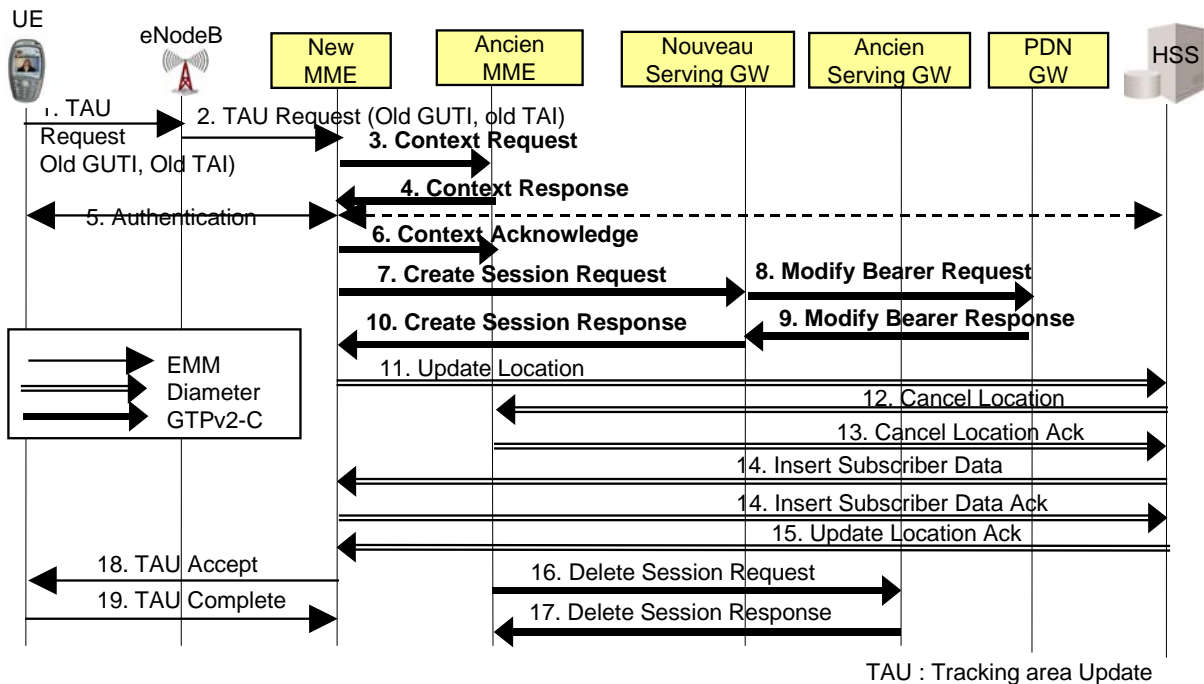 UE
eNodeB
New
MME
Ancien
MME
Nouveau
Serving GW
Ancien
Serving GW
PDN
GW
HSS
1. TAU
Request
Old GUTI, Old TAI)
2. TAU Request (Old GUTI, old TAI)
3. Context Request
4. Context Response
5. Authentication
6. Context Acknowledge
7. Create Session Request
8. Modify Bearer Request
9. Modify Bearer Response
10. Create Session Response
EMM
Diameter
GTPv2-C
11. Update Location
12. Cancel Location
13. Cancel Location Ack
14. Insert Subscriber Data
14. Insert Subscriber Data Ack
15. Update Location Ack
18. TAU Accept
16. Delete Session Request
19. TAU Complete
17. Delete Session Response
TAU : Tracking area Update